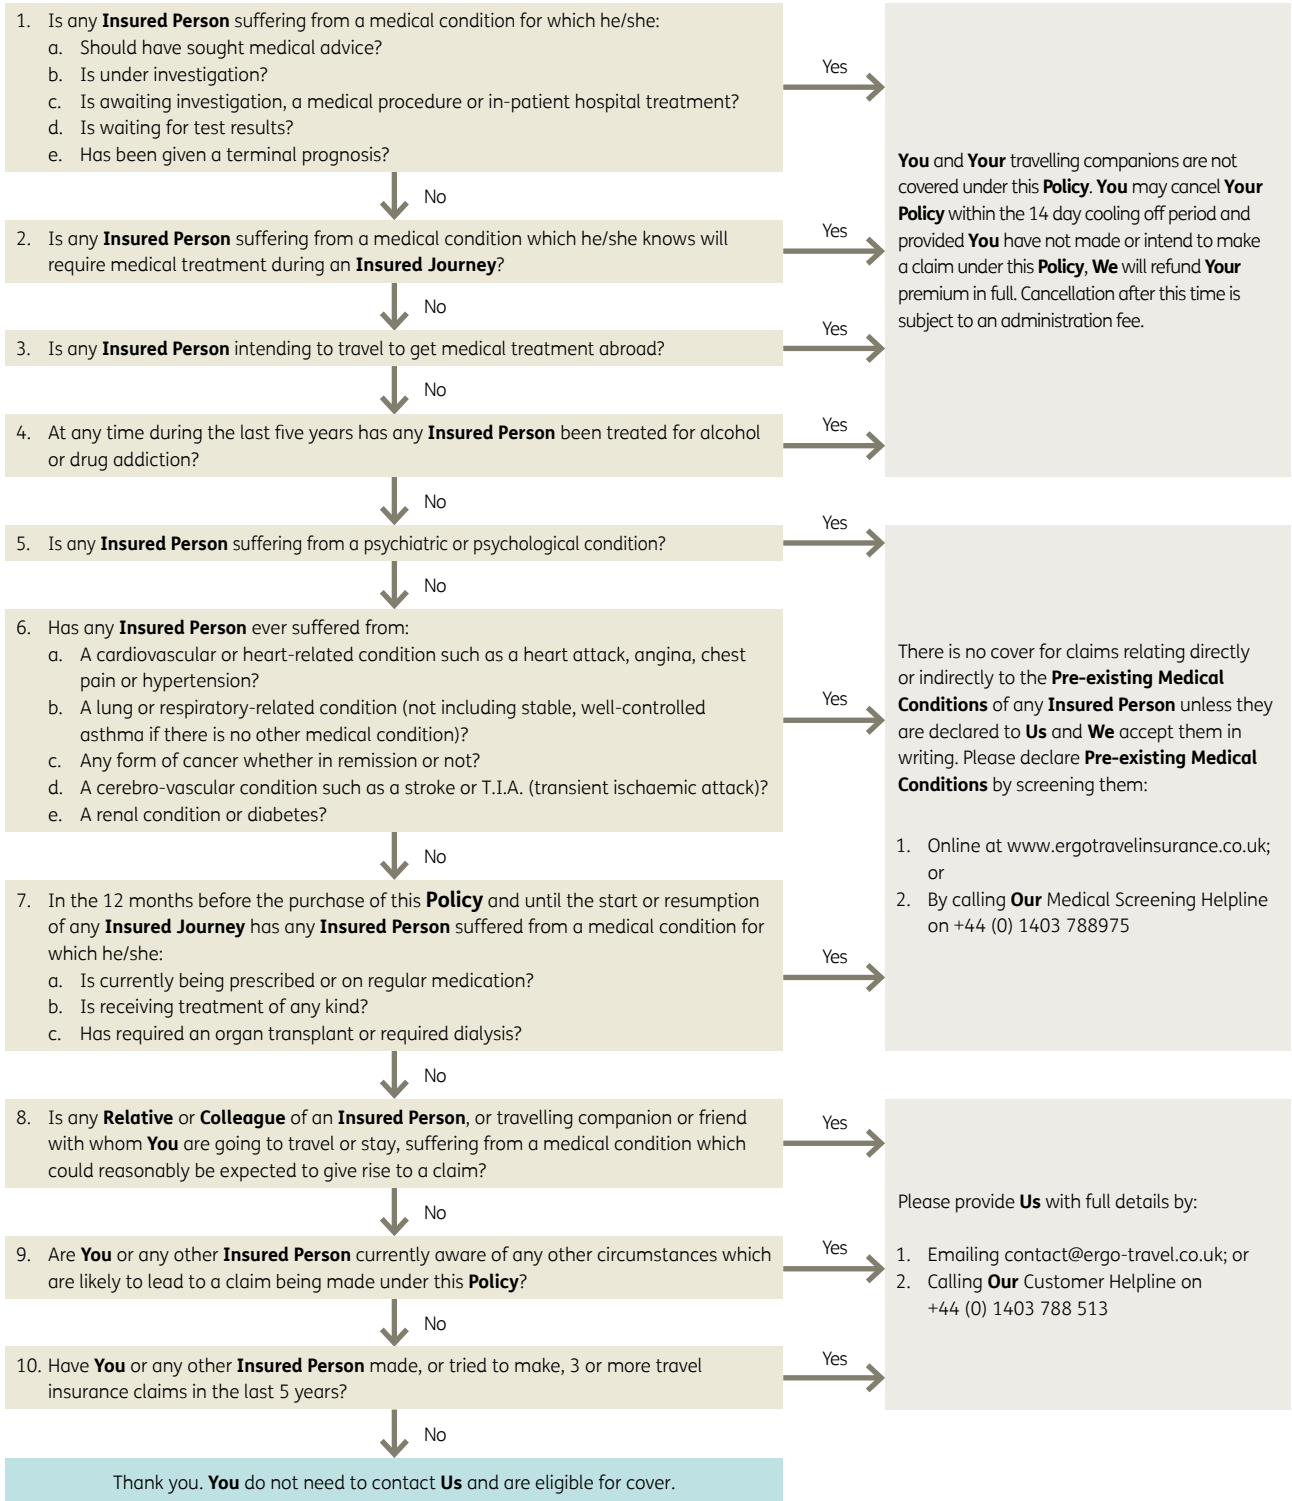 1. Is any Insured Person suffering from a medical condition for which he/she:
a. Should have sought medical advice?
b. Is under investigation?
c. Is awaiting investigation, a medical procedure or in-patient hospital treatment?
d. Is waiting for test results?
e. Has been given a terminal prognosis?
Yes
No
2. Is any Insured Person suffering from a medical condition which he/she knows will
require medical treatment during an Insured Journey?
Yes
No
3. Is any Insured Person intending to travel to get medical treatment abroad?
Yes
No
4. At any time during the last five years has any Insured Person been treated for alcohol
or drug addiction?
Yes
You and Your travelling companions are not
covered under this Policy. You may cancel Your
Policy within the 14 day cooling off period and
provided You have not made or intend to make
a claim under this Policy, We will refund Your
premium in full. Cancellation after this time is
subject to an administration fee.
No
5. Is any Insured Person suffering from a psychiatric or psychological condition?
Yes
No
6. Has any Insured Person ever suffered from:
a. A cardiovascular or heart-related condition such as a heart attack, angina, chest
pain or hypertension?
b. A lung or respiratory-related condition (not including stable, well-controlled
asthma if there is no other medical condition)?
c. Any form of cancer whether in remission or not?
d. A cerebro-vascular condition such as a stroke or T.I.A. (transient ischaemic attack)?
e. A renal condition or diabetes?
Yes
No
7. In the 12 months before the purchase of this Policy and until the start or resumption
of any Insured Journey has any Insured Person suffered from a medical condition for
which he/she:
a. Is currently being prescribed or on regular medication?
b. Is receiving treatment of any kind?
c. Has required an organ transplant or required dialysis?
Yes
There is no cover for claims relating directly
or indirectly to the Pre-existing Medical
Conditions of any Insured Person unless they
are declared to Us and We accept them in
writing. Please declare Pre-existing Medical
Conditions by screening them:
1. Online at www.ergotravelinsurance.co.uk;
or
2. By calling Our Medical Screening Helpline
on +44 (0) 1403 788975
No
8. Is any Relative or Colleague of an Insured Person, or travelling companion or friend
with whom You are going to travel or stay, suffering from a medical condition which
could reasonably be expected to give rise to a claim?
Yes
No
9. Are You or any other Insured Person currently aware of any other circumstances which
are likely to lead to a claim being made under this Policy?
Yes
No
10. Have You or any other Insured Person made, or tried to make, 3 or more travel
insurance claims in the last 5 years?
Yes
Please provide Us with full details by:
1. Emailing contact@ergo-travel.co.uk; or
2. Calling Our Customer Helpline on
+44 (0) 1403 788 513
No
Thank you. You do not need to contact Us and are eligible for cover.